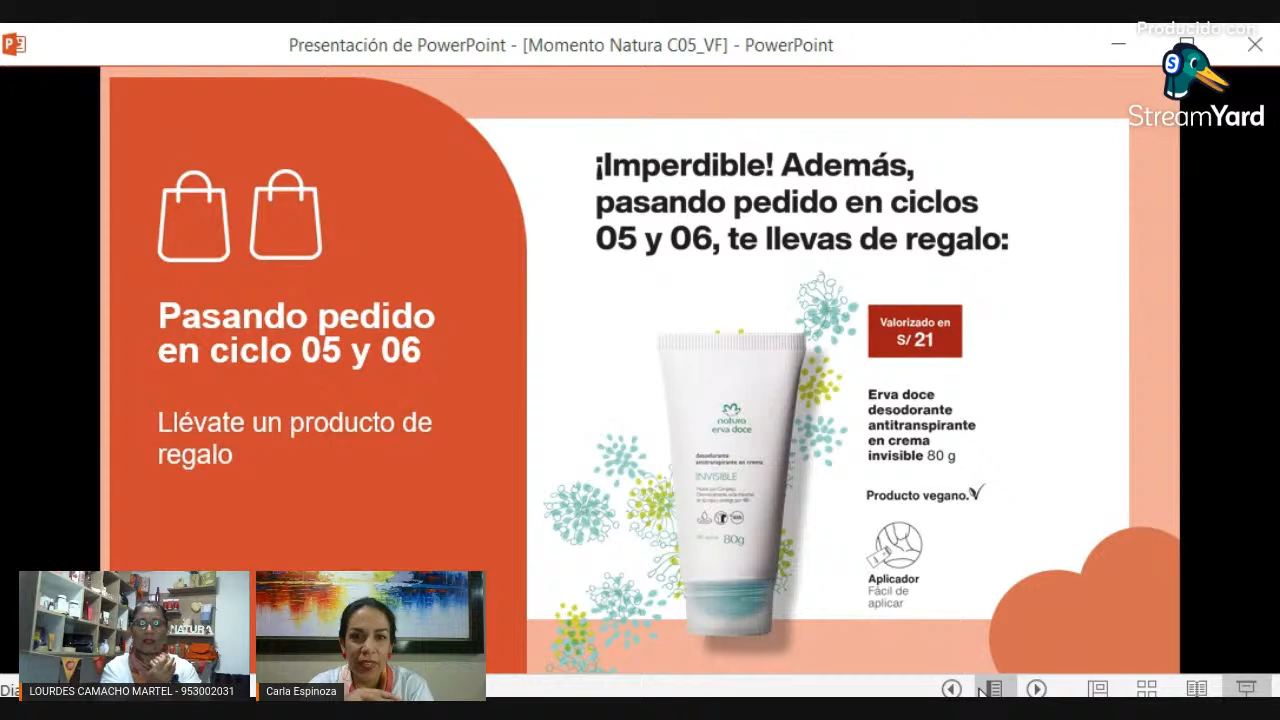 Producido con
StreamYard
Presentación de PowerPoint - [Momento Natura C05_VF] - PowerPoint
Pasando pedido
en ciclo 05 y 06
Llévate un producto de
regalo
¡Imperdible! Además,
pasando pedido en ciclos
05 y 06, te llevas de regalo:
Valorizado en
S/ 21
Erva doce
desodorante
antitranspirante
en crema
invisible 80 g
Producto vegano.
Aplicador
Fácil de
aplicar
natura
erva doce
desodorante
antitranspirante en crema
INVISIBLE
80g
NATURA
LOURDES CAMACHO MARTEL - 953002031
Carla Espinoza